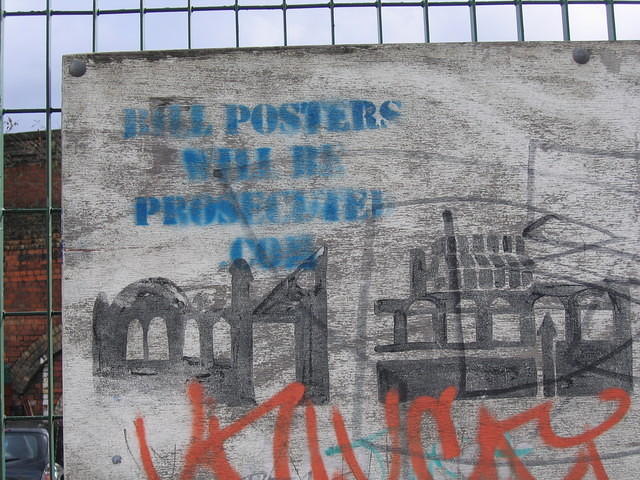 BILL POSTERS
WILL BE
PROSECUTED
.COM